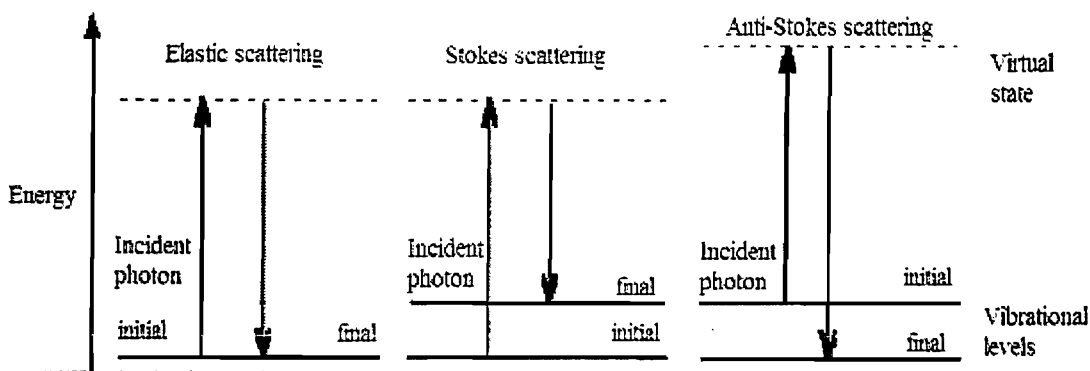 Anti-Stokes scattering
Elastic scattering
Stokes scattering
Virtual
state
Energy
Incident
photon
Incident
photon
Incident
photon
initial
final
final
initial
initial
final
Vibrational
levels